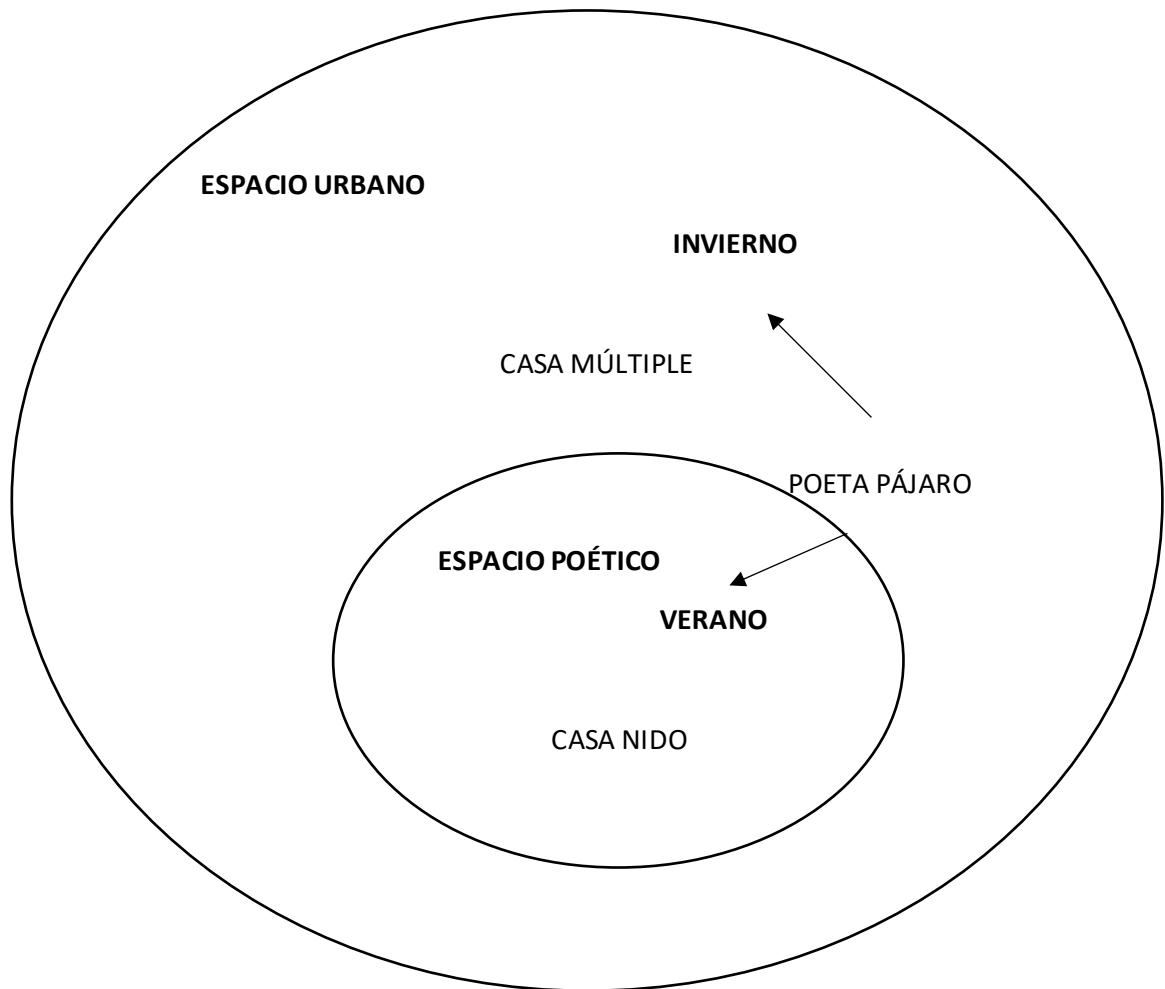 ESPACIO URBANO
INVIERNO
CASA MÚLTIPLE
POETA PÁJARO
ESPACIO POÉTICO
VERANO
CASA NIDO